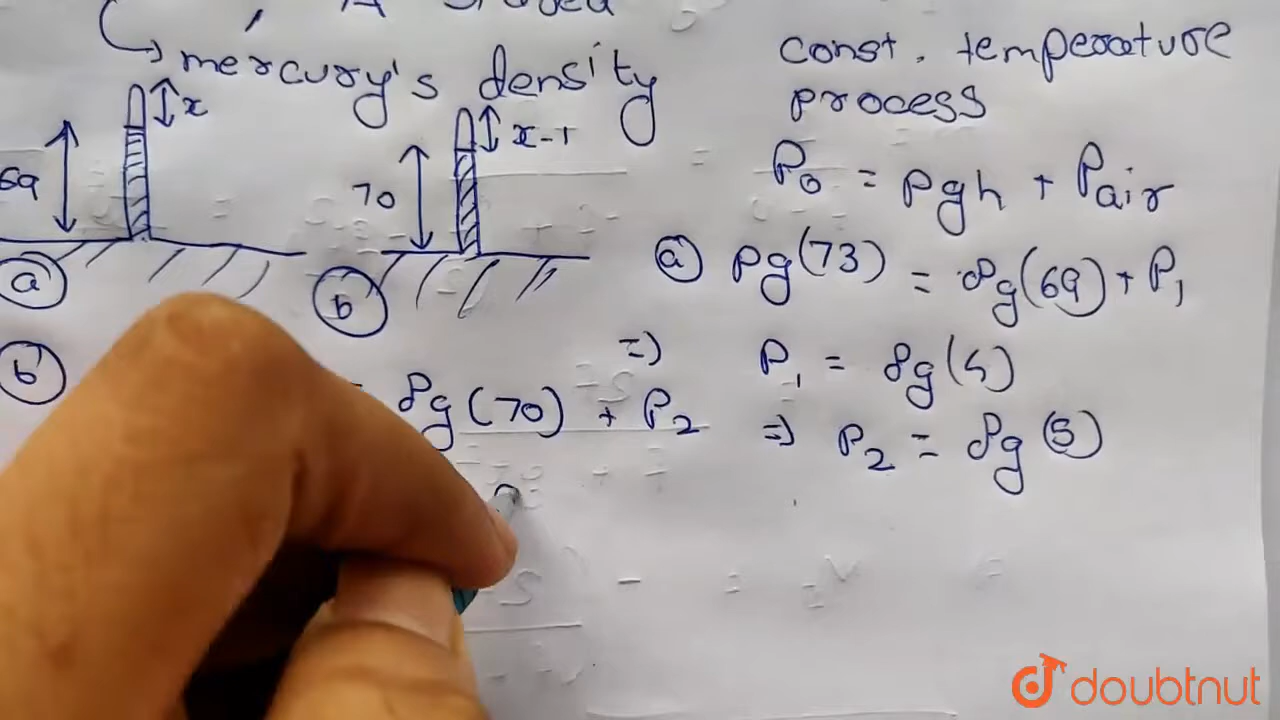 mercury's density
const. temperature
process
x
x-1
69
70
P₀ = ρgh + Pair
ⓐ ρg(73) = ρg(69) + P₁
ⓐ
ⓑ
⇒ P₁ = ρg(4)
ⓑ
ρg(70) + P₂ ⇒ P₂ = ρg(5)
doubtnut